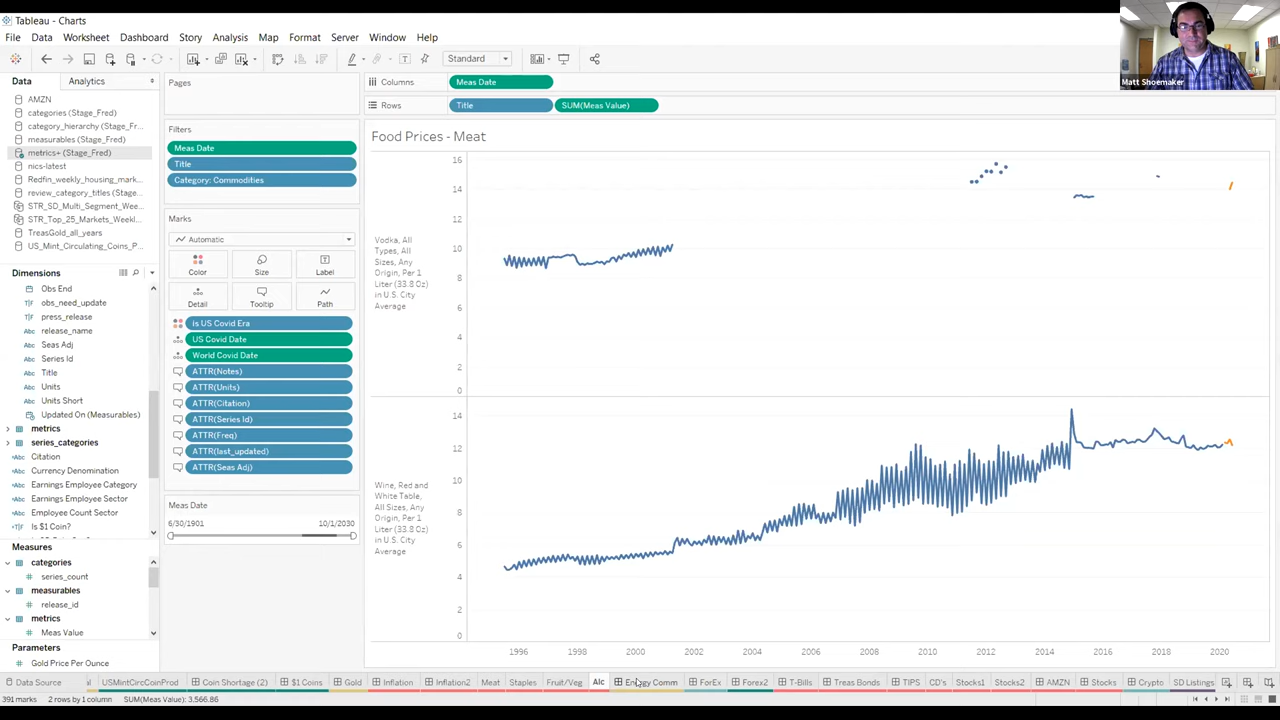 Tableau - Charts
File Data Worksheet Dashboard Story Analysis Map Format Server Window Help
Standard
Matt Shoemaker
Data Analytics
AMZN
categories (Stage_Fred)
category_hierarchy (Stage_Fr...
measurables (Stage_Fred)
metrics+ (Stage_Fred)
nics-latest
Redfin_weekly_housing_mark...
review_category_titles (Stage...
STR_SD_Multi_Segment_Wee...
STR_Top_25_Markets_Weekl...
TreasGold_all_years
US_Mint_Circulating_Coins_P...
Dimensions
Obs End
obs_need_update
press_release
Abc release_name
Abc Seas Adj
Abc Series Id
Abc Title
Abc Units
Abc Units Short
Updated On (Measurables)
metrics
series_categories
Abc Citation
Abc Currency Denomination
Abc Earnings Employee Category
Abc Earnings Employee Sector
Abc Employee Count Sector
Is $1 Coin?
Measures
categories
# series_count
measurables
# release_id
metrics
# Meas Value
Parameters
# Gold Price Per Ounce
Pages
Filters
Meas Date
Title
Category: Commodities
Marks
Automatic
Color Size Label
Detail Tooltip Path
Is US Covid Era
US Covid Date
World Covid Date
ATTR(Notes)
ATTR(Units)
ATTR(Citation)
ATTR(Series Id)
ATTR(Freq)
ATTR(last_updated)
ATTR(Seas Adj)
Meas Date
6/30/1901 10/1/2030
Columns Meas Date
Rows Title SUM(Meas Value)
Food Prices - Meat
16
14
12
10
8
6
4
2
0
Vodka, All
Types, All
Sizes, Any
Origin, Per 1
Liter (33.8 Oz)
in U.S. City
Average
14
12
10
8
6
4
2
0
Wine, Red and
White Table,
All Sizes, Any
Origin, Per 1
Liter (33.8 Oz)
in U.S. City
Average
1996 1998 2000 2002 2004 2006 2008 2010 2012 2014 2016 2018 2020
Data Source USMintCircCoinProd Coin Shortage (2) $1 Coins Gold Inflation Inflation2 Meat Staples Fruit/Veg Alc Energy Comm ForEx Forex2 T-Bills Treas Bonds TIPS CD's Stocks1 Stocks2 AMZN Stocks Crypto SD Listings
391 marks 2 rows by 1 column SUM(Meas Value): 3,566.86